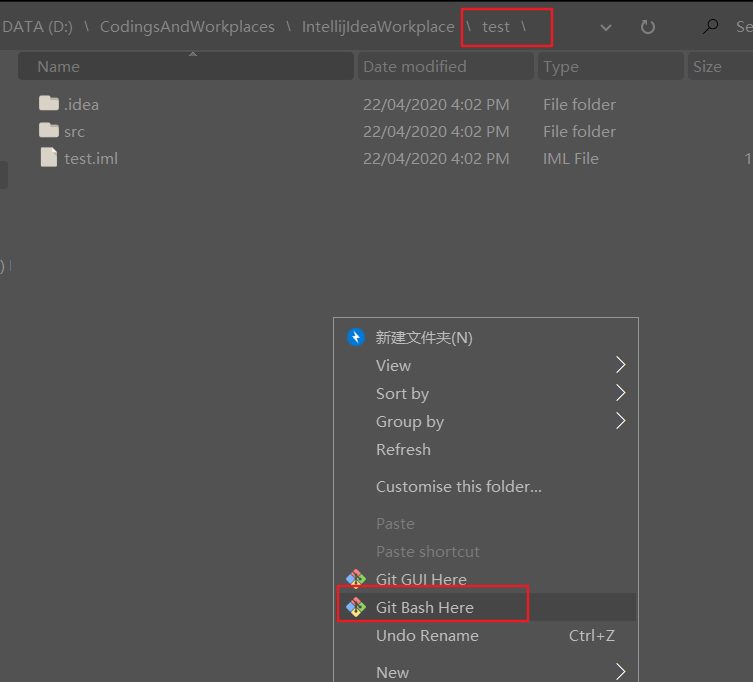 DATA (D:) \ CodingsAndWorkplaces \ IntellijIdeaWorkplace \ test \ Se
Name Date modified Type Size
.idea 22/04/2020 4:02 PM File folder
src 22/04/2020 4:02 PM File folder
test.iml 22/04/2020 4:02 PM IML File 1
)
新建文件夹(N)
View
Sort by
Group by
Refresh
Customise this folder...
Paste
Paste shortcut
Git GUI Here
Git Bash Here
Undo Rename Ctrl+Z
New